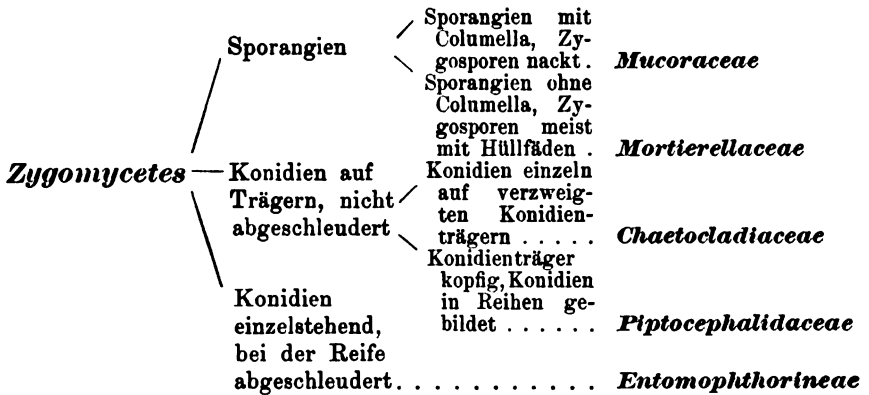 Zygomycetes
Sporangien
Sporangien mit
Columella, Zy-
gosporen nackt . Mucoraceae
Sporangien ohne
Columella, Zy-
gosporen meist
mit Hüllfäden . Mortierellaceae
Konidien auf
Trägern, nicht
abgeschleudert
Konidien einzeln
auf verzweig-
ten Konidien-
trägern . . . . . Chaetocladiaceae
Konidienträger
kopfig, Konidien
in Reihen ge-
bildet . . . . . . Piptocephalidaceae
Konidien
einzelstehend,
bei der Reife
abgeschleudert . . . . . . . . . . . Entomophthorineae